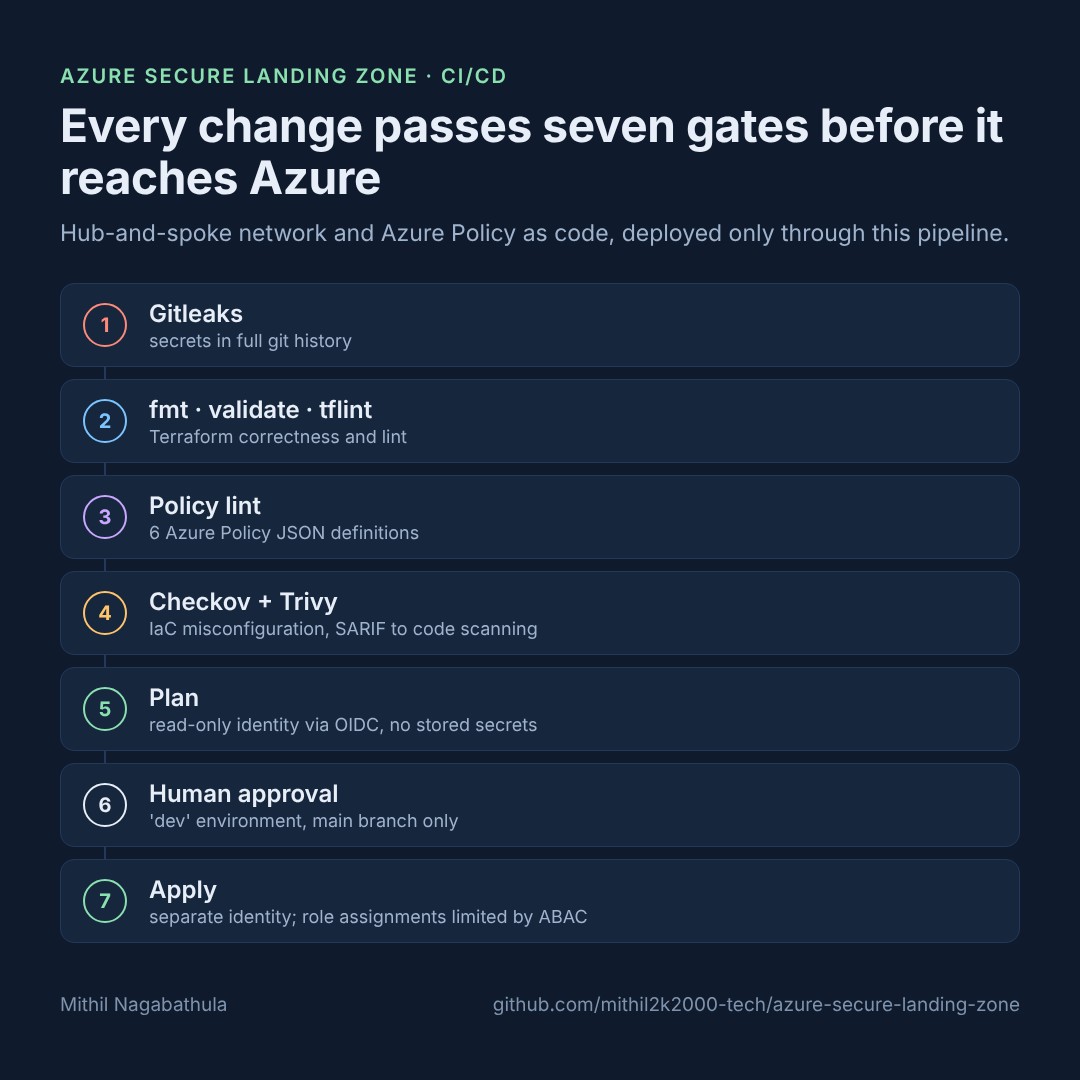 AZURE SECURE LANDING ZONE · CI/CD
Every change passes seven gates before it
reaches Azure
Hub-and-spoke network and Azure Policy as code, deployed only through this pipeline.
1
Gitleaks
secrets in full git history
2
fmt · validate · tflint
Terraform correctness and lint
3
Policy lint
6 Azure Policy JSON definitions
4
Checkov + Trivy
IaC misconfiguration, SARIF to code scanning
5
Plan
read-only identity via OIDC, no stored secrets
6
Human approval
'dev' environment, main branch only
7
Apply
separate identity; role assignments limited by ABAC
Mithil Nagabathula
github.com/mithil2k2000-tech/azure-secure-landing-zone